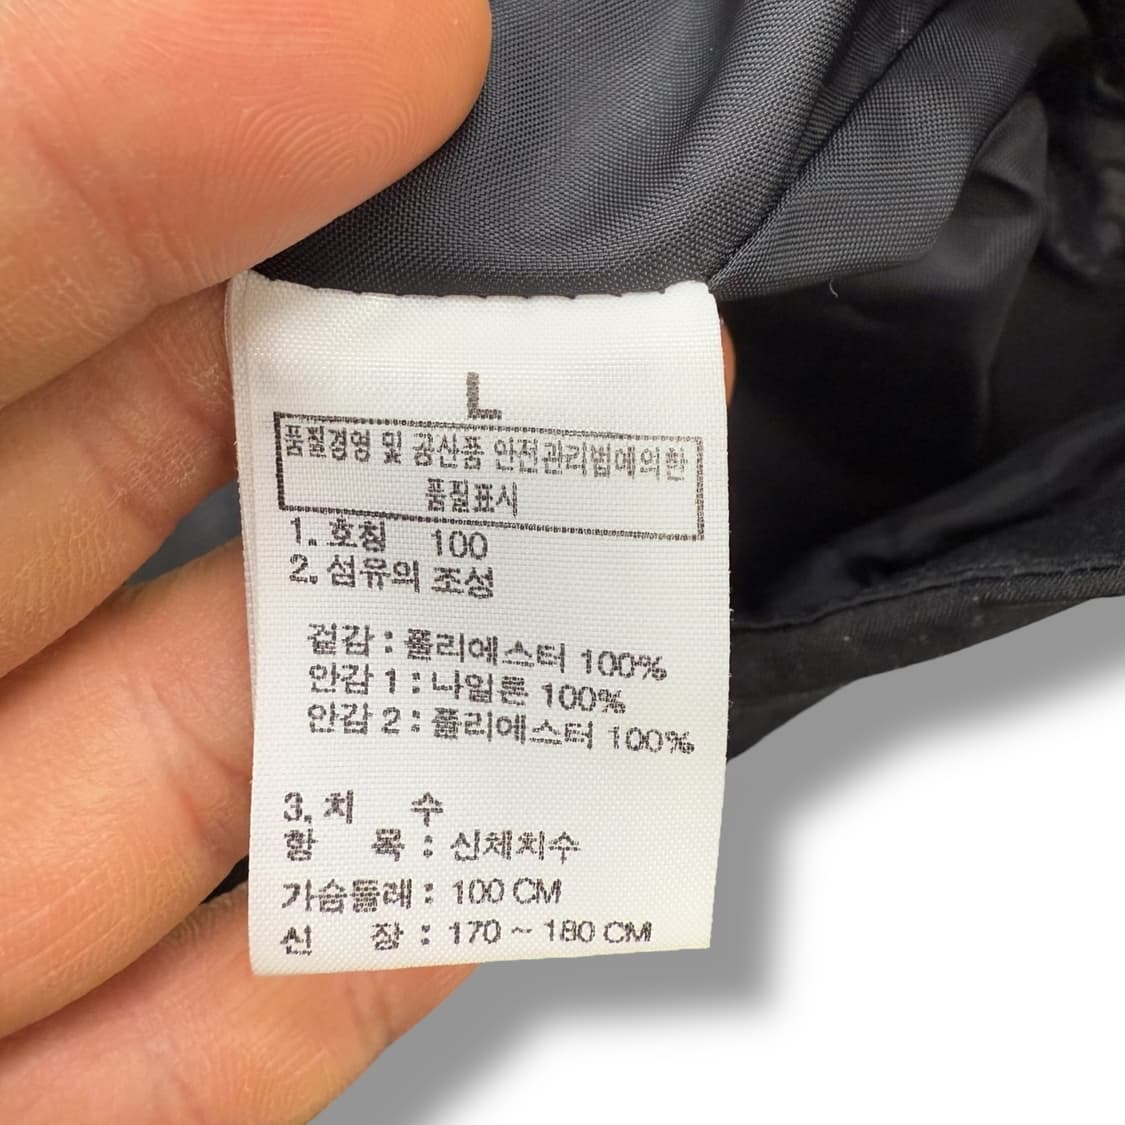 L
품질경영 및 공산품 안전관리법에의한
품질표시
1. 호칭 100
2. 섬유의 조성
겉감 : 폴리에스터 100%
안감 1 : 나일론 100%
안감 2 : 폴리에스터 100%
3. 치 수
항 목 : 신체치수
가슴둘레 : 100 CM
신 장 : 170 ~ 180 CM